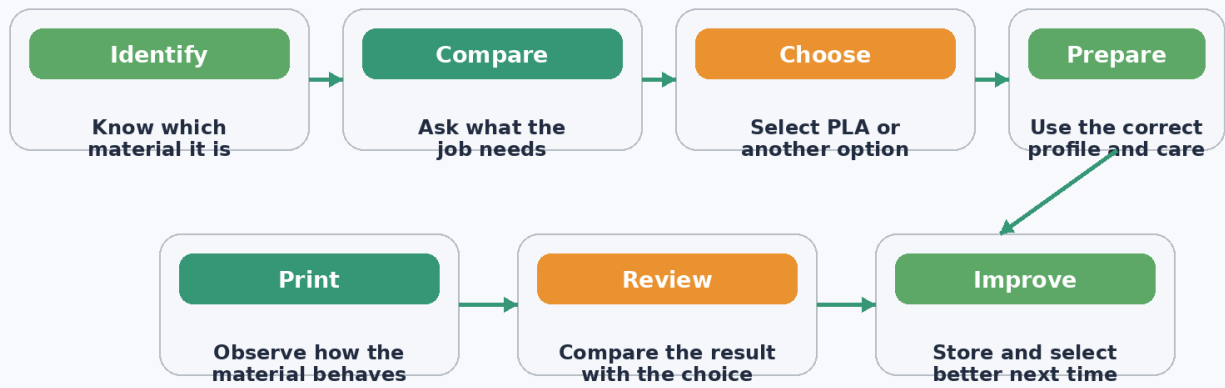 Identify
Know which
material it is
Compare
Ask what the
job needs
Choose
Select PLA or
another option
Prepare
Use the correct
profile and care
Print
Observe how the
material behaves
Review
Compare the result
with the choice
Improve
Store and select
better next time